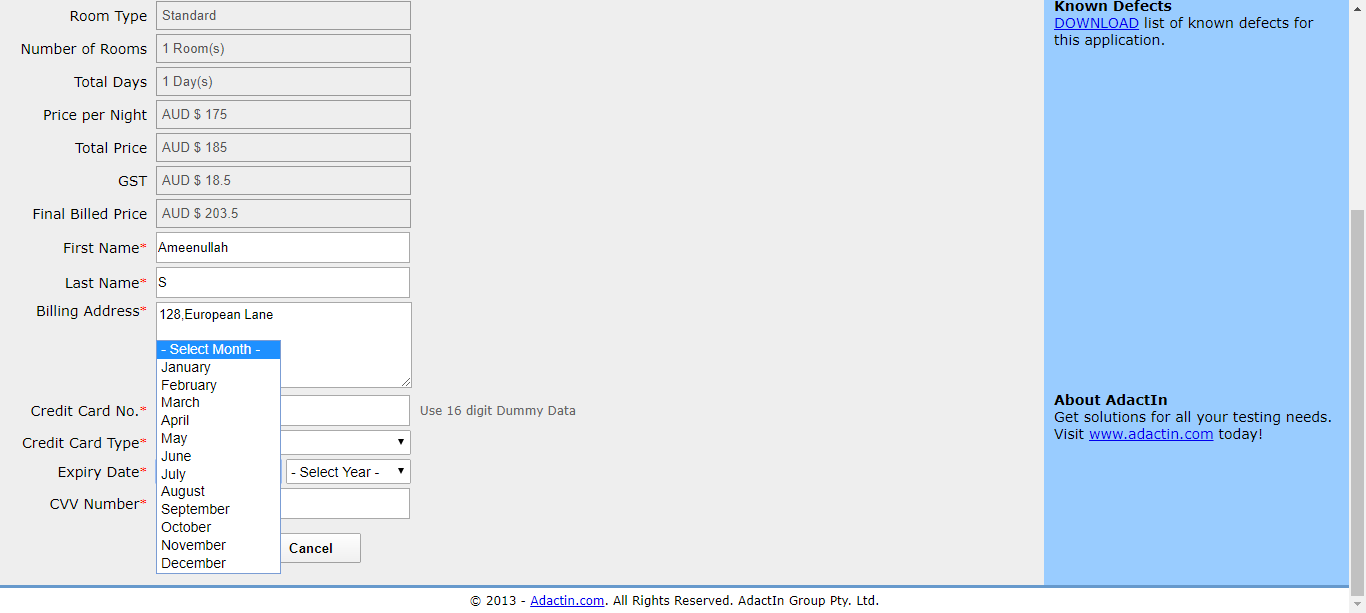 Room Type Standard
Number of Rooms 1 Room(s)
Total Days 1 Day(s)
Price per Night AUD $ 175
Total Price AUD $ 185
GST AUD $ 18.5
Final Billed Price AUD $ 203.5
First Name* Ameenullah
Last Name* S
Billing Address* 128,European Lane
- Select Month -
January
February
March
April
May
June
July
August
September
October
November
December
Credit Card No.* Use 16 digit Dummy Data
Credit Card Type*
Expiry Date* - Select Year -
CVV Number*
Cancel
Known Defects
DOWNLOAD list of known defects for
this application.
About AdactIn
Get solutions for all your testing needs.
Visit www.adactin.com today!
© 2013 - Adactin.com. All Rights Reserved. AdactIn Group Pty. Ltd.